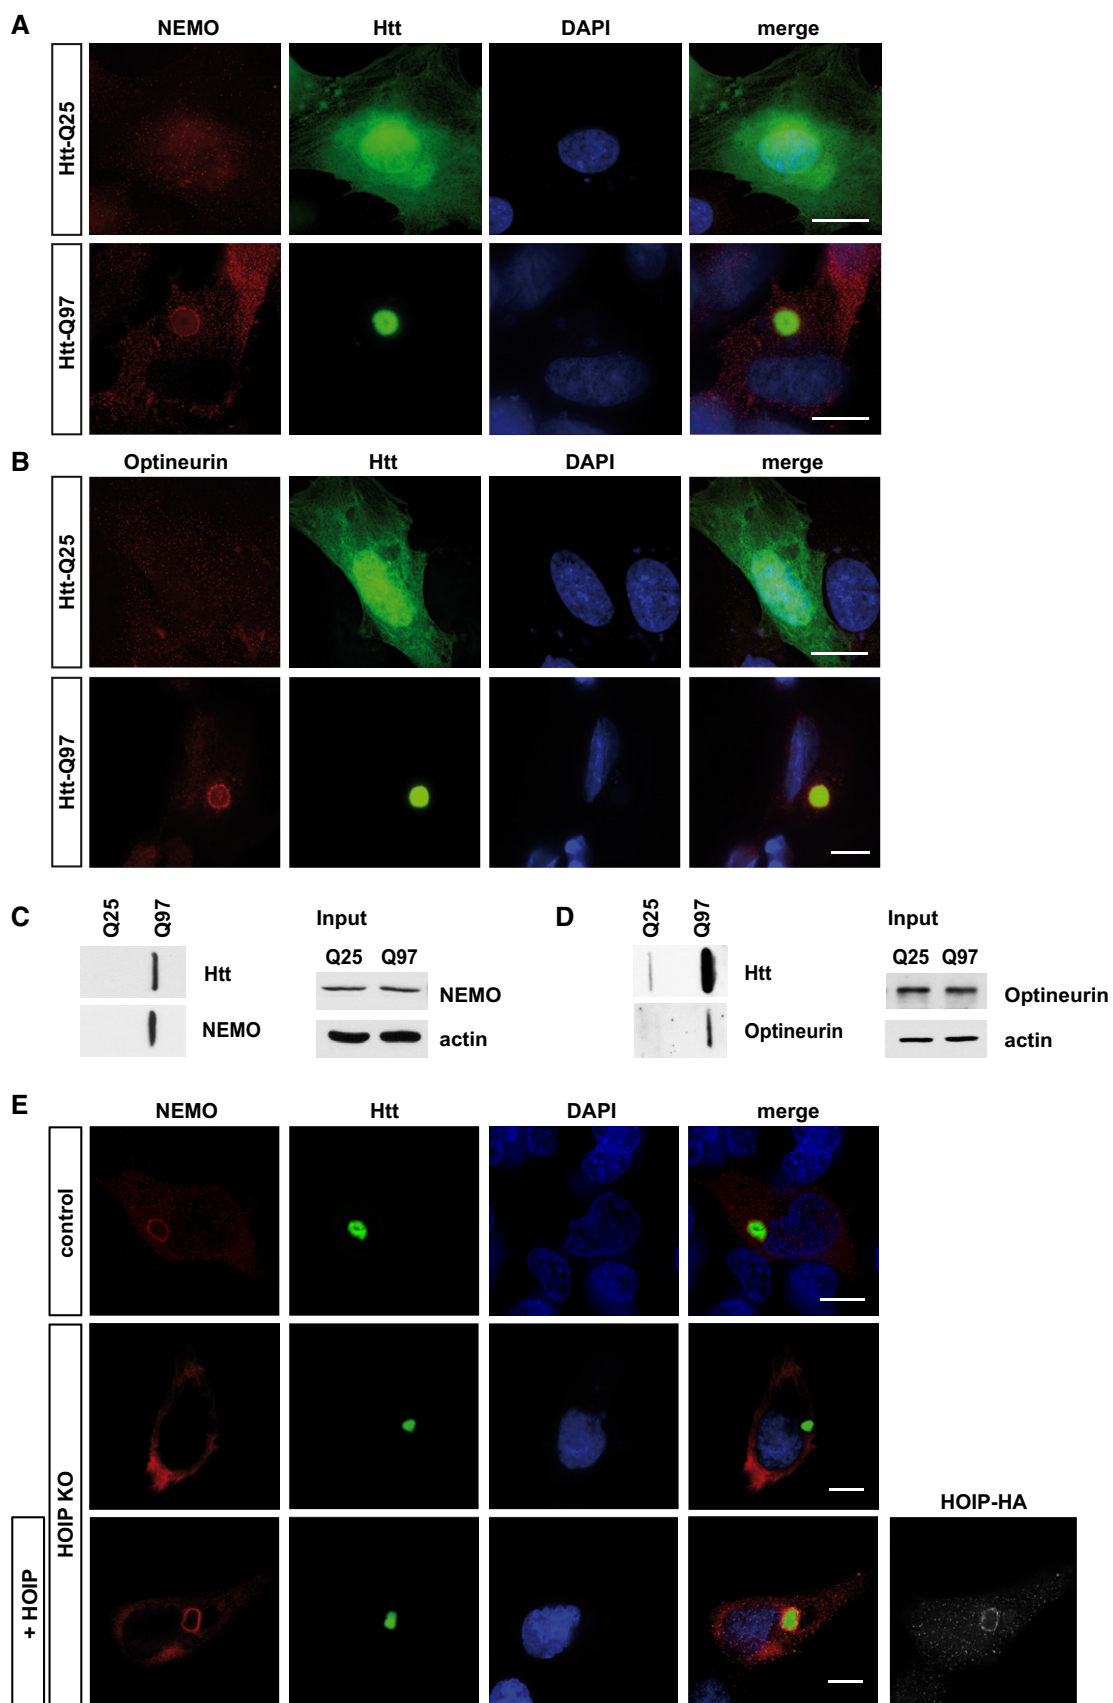 A
NEMO Htt DAPI merge
Htt-Q25
Htt-Q97
B
Optineurin Htt DAPI merge
Htt-Q25
Htt-Q97
C
Q25 Q97
Htt
NEMO
Input
Q25 Q97
NEMO
actin
D
Q25 Q97
Htt
Optineurin
Input
Q25 Q97
Optineurin
actin
E
NEMO Htt DAPI merge
control
HOIP KO
+ HOIP
HOIP-HA